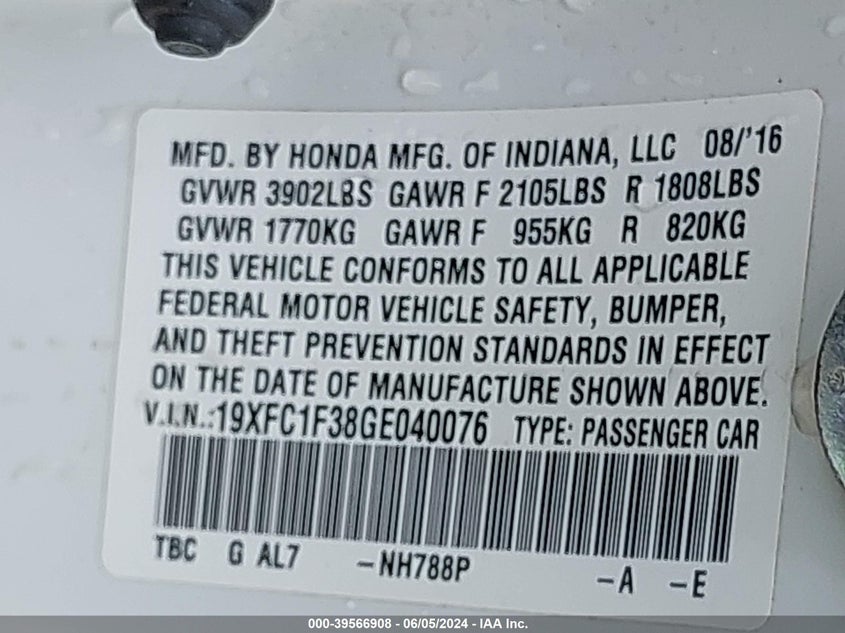 MFD. BY HONDA MFG. OF INDIANA, LLC 08/'16
GVWR 3902LBS GAWR F 2105LBS R 1808LBS
GVWR 1770KG GAWR F 955KG R 820KG
THIS VEHICLE CONFORMS TO ALL APPLICABLE
FEDERAL MOTOR VEHICLE SAFETY, BUMPER,
AND THEFT PREVENTION STANDARDS IN EFFECT
ON THE DATE OF MANUFACTURE SHOWN ABOVE.
V.I.N.:19XFC1F38GE040076 TYPE: PASSENGER CAR
TBC G AL7 -NH788P -A -E
000-39566908 - 06/05/2024 - IAA Inc.